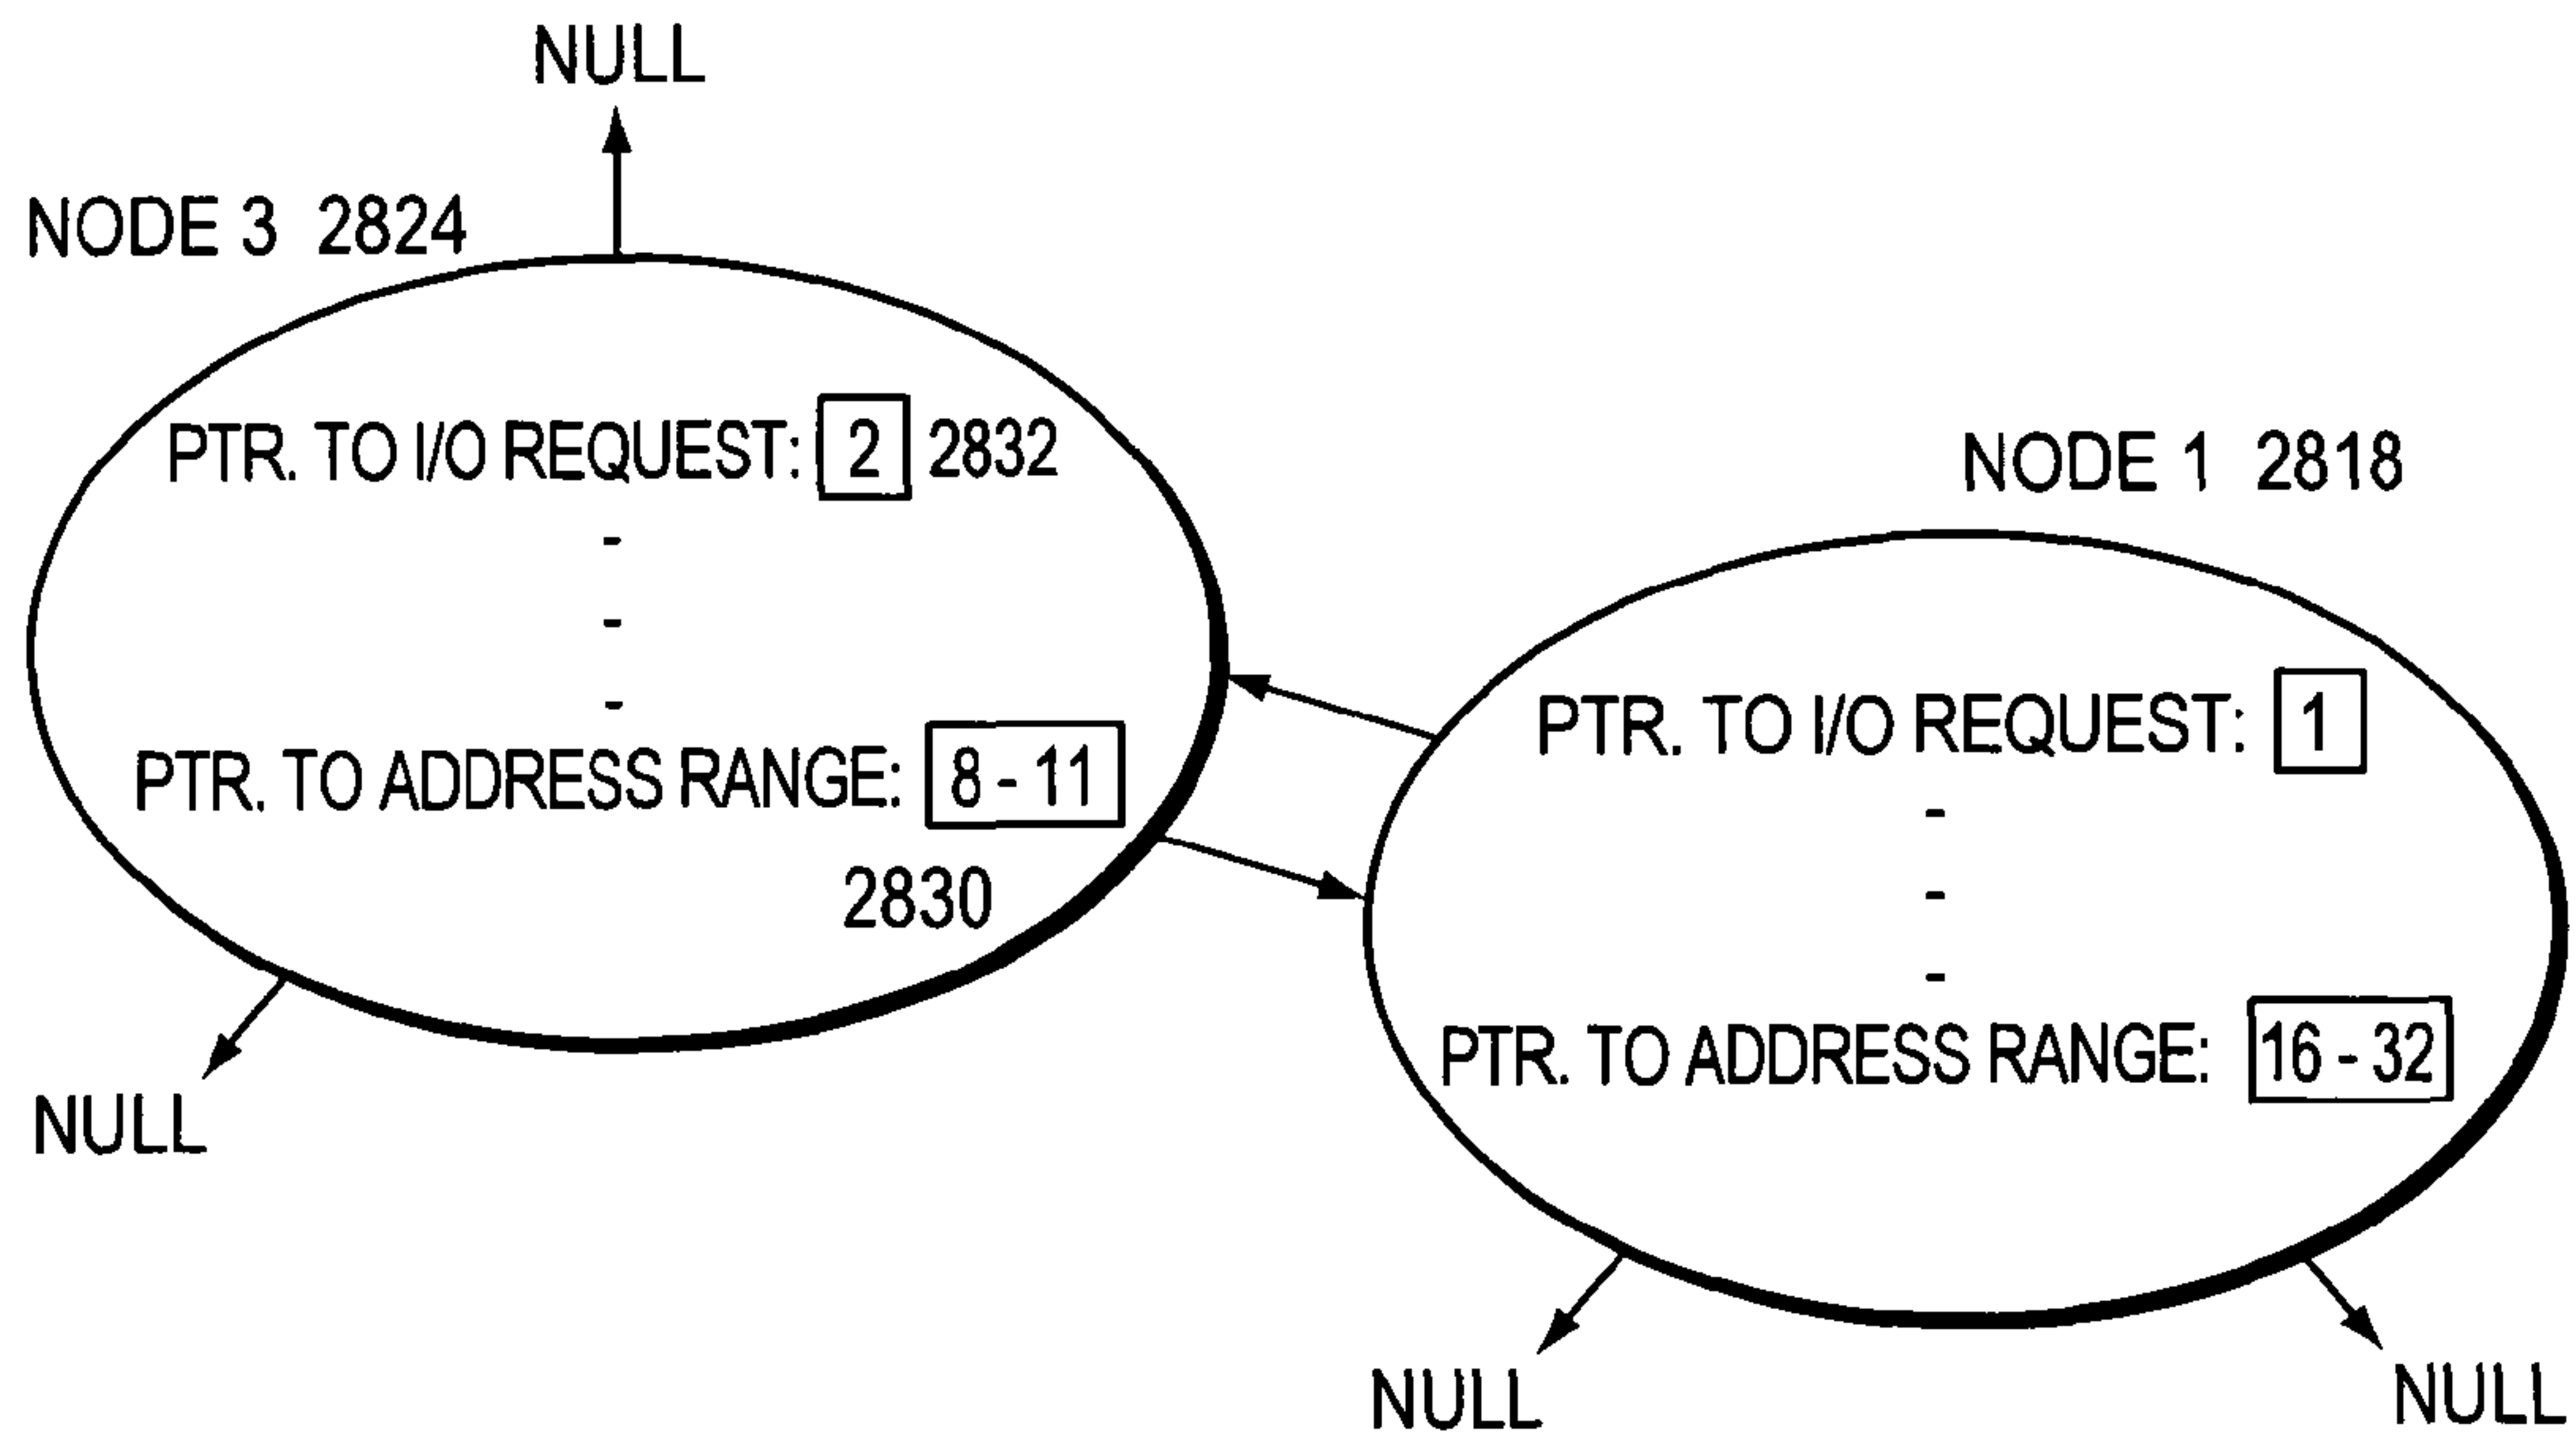 NULL
NODE 3 2824
PTR. TO I/O REQUEST: 2 2832
-
-
-
PTR. TO ADDRESS RANGE: 8 - 11
2830
NULL
NODE 1 2818
PTR. TO I/O REQUEST: 1
-
-
-
PTR. TO ADDRESS RANGE: 16 - 32
NULL
NULL